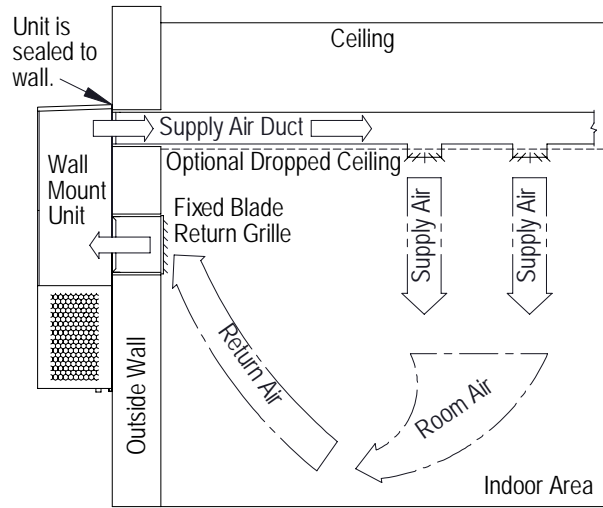 Unit is
sealed to
wall.
Ceiling
Supply Air Duct
Optional Dropped Ceiling
Wall
Mount
Unit
Fixed Blade
Return Grille
Supply Air
Supply Air
Return Air
Room Air
Outside Wall
Indoor Area